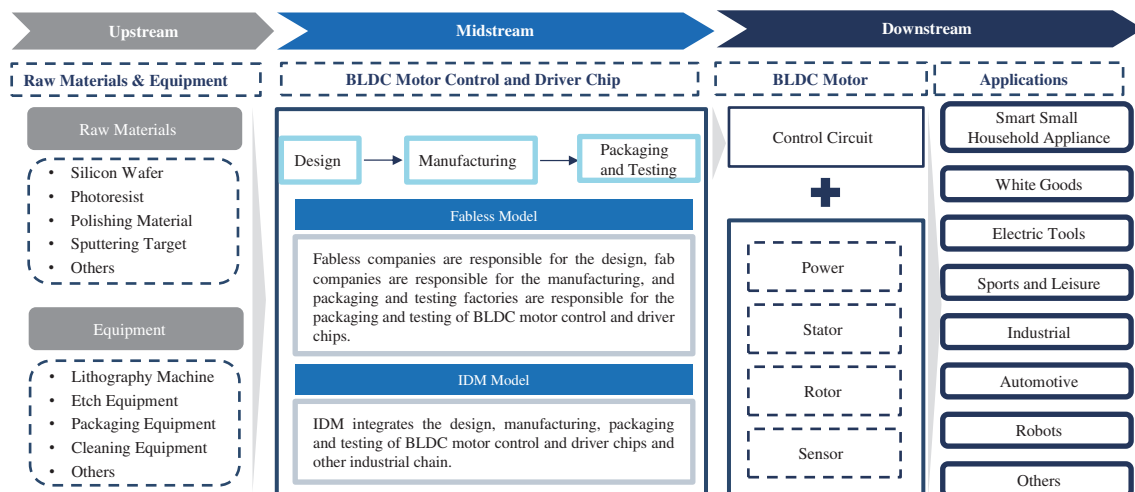 Upstream
Midstream
Downstream
Raw Materials & Equipment
BLDC Motor Control and Driver Chip
BLDC Motor
Applications
Raw Materials
• Silicon Wafer
• Photoresist
• Polishing Material
• Sputtering Target
• Others
Equipment
• Lithography Machine
• Etch Equipment
• Packaging Equipment
• Cleaning Equipment
• Others
Design
Manufacturing
Packaging
and Testing
Fabless Model
Fabless companies are responsible for the design, fab
companies are responsible for the manufacturing, and
packaging and testing factories are responsible for the
packaging and testing of BLDC motor control and driver
chips.
IDM Model
IDM integrates the design, manufacturing, packaging
and testing of BLDC motor control and driver chips and
other industrial chain.
Control Circuit
Power
Stator
Rotor
Sensor
Smart Small
Household Appliance
White Goods
Electric Tools
Sports and Leisure
Industrial
Automotive
Robots
Others